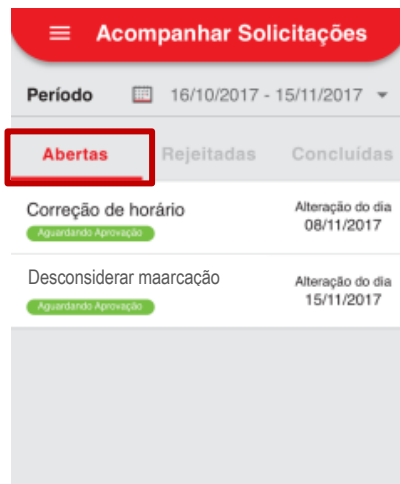 Acompanhar Solicitações
Período 16/10/2017 - 15/11/2017
Abertas Rejeitadas Concluídas
Correção de horário Alteração do dia
Aguardando Aprovação 08/11/2017
Desconsiderar maarcação Alteração do dia
Aguardando Aprovação 15/11/2017